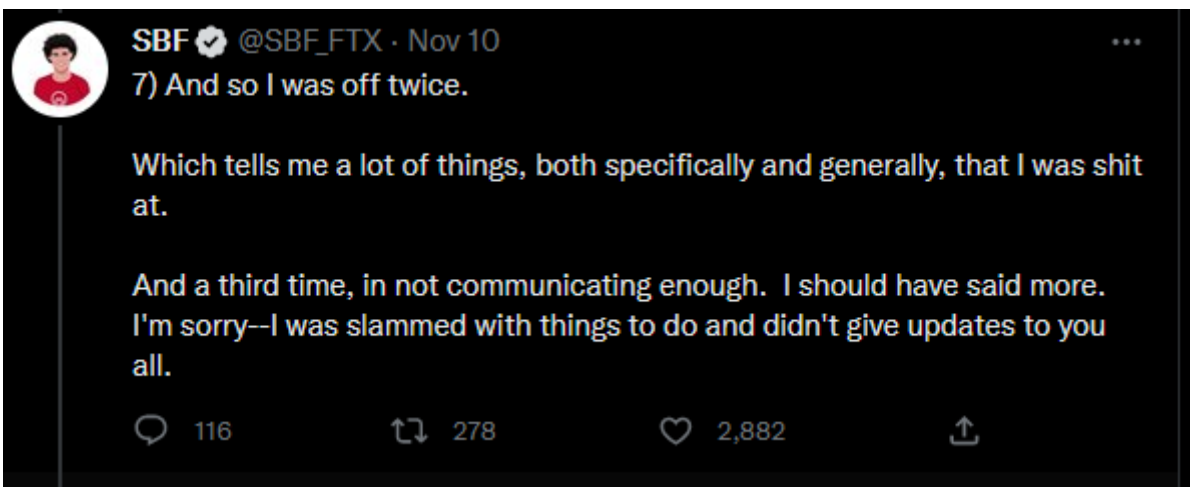 SBF @SBF_FTX · Nov 10
7) And so I was off twice.
Which tells me a lot of things, both specifically and generally, that I was shit
at.
And a third time, in not communicating enough.  I should have said more.
I'm sorry--I was slammed with things to do and didn't give updates to you
all.
116 278 2,882